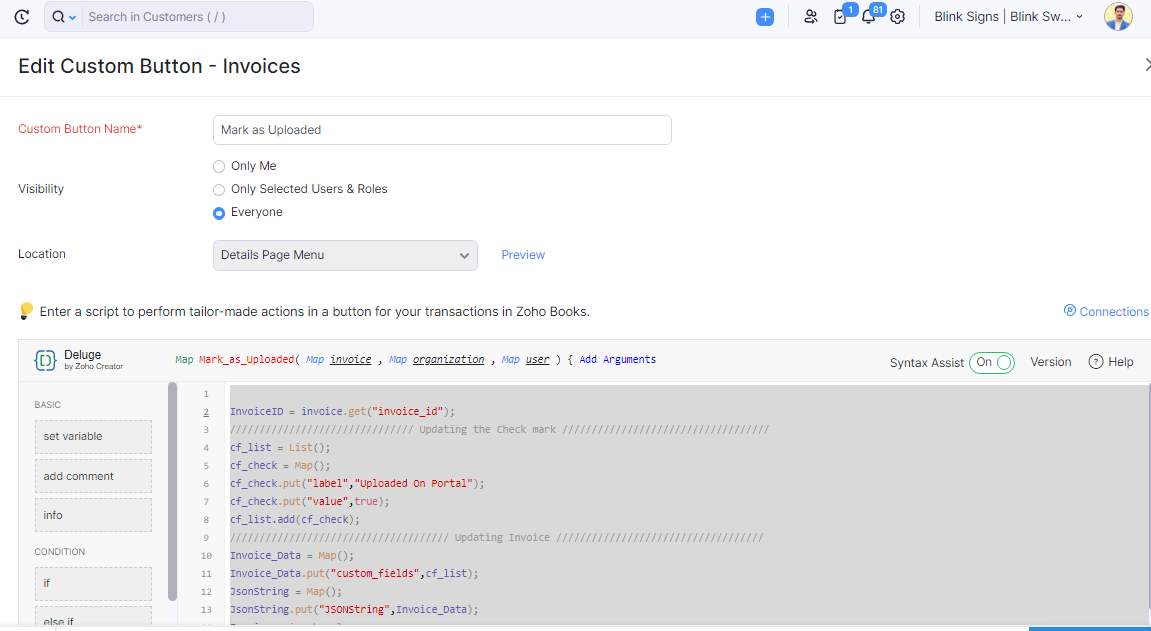 Search in Customers ( / )
1
81
Blink Signs | Blink Sw...
Edit Custom Button - Invoices
Custom Button Name*
Mark as Uploaded
Visibility
Only Me
Only Selected Users & Roles
Everyone
Location
Details Page Menu
Preview
Enter a script to perform tailor-made actions in a button for your transactions in Zoho Books.
Connections
Deluge
by Zoho Creator
Map Mark_as_Uploaded( Map invoice , Map organization , Map user ) { Add Arguments
Syntax Assist
On
Version
? Help
BASIC
set variable
add comment
info
CONDITION
if
else if
1
2 InvoiceID = invoice.get("invoice_id");
3 /////////////////////////////// Updating the Check mark ///////////////////////////////////
4 cf_list = List();
5 cf_check = Map();
6 cf_check.put("label","Uploaded On Portal");
7 cf_check.put("value",true);
8 cf_list.add(cf_check);
9 ///////////////////////////////////// Updating Invoice ///////////////////////////////////
10 Invoice_Data = Map();
11 Invoice_Data.put("custom_fields",cf_list);
12 JsonString = Map();
13 JsonString.put("JSONString",Invoice_Data);